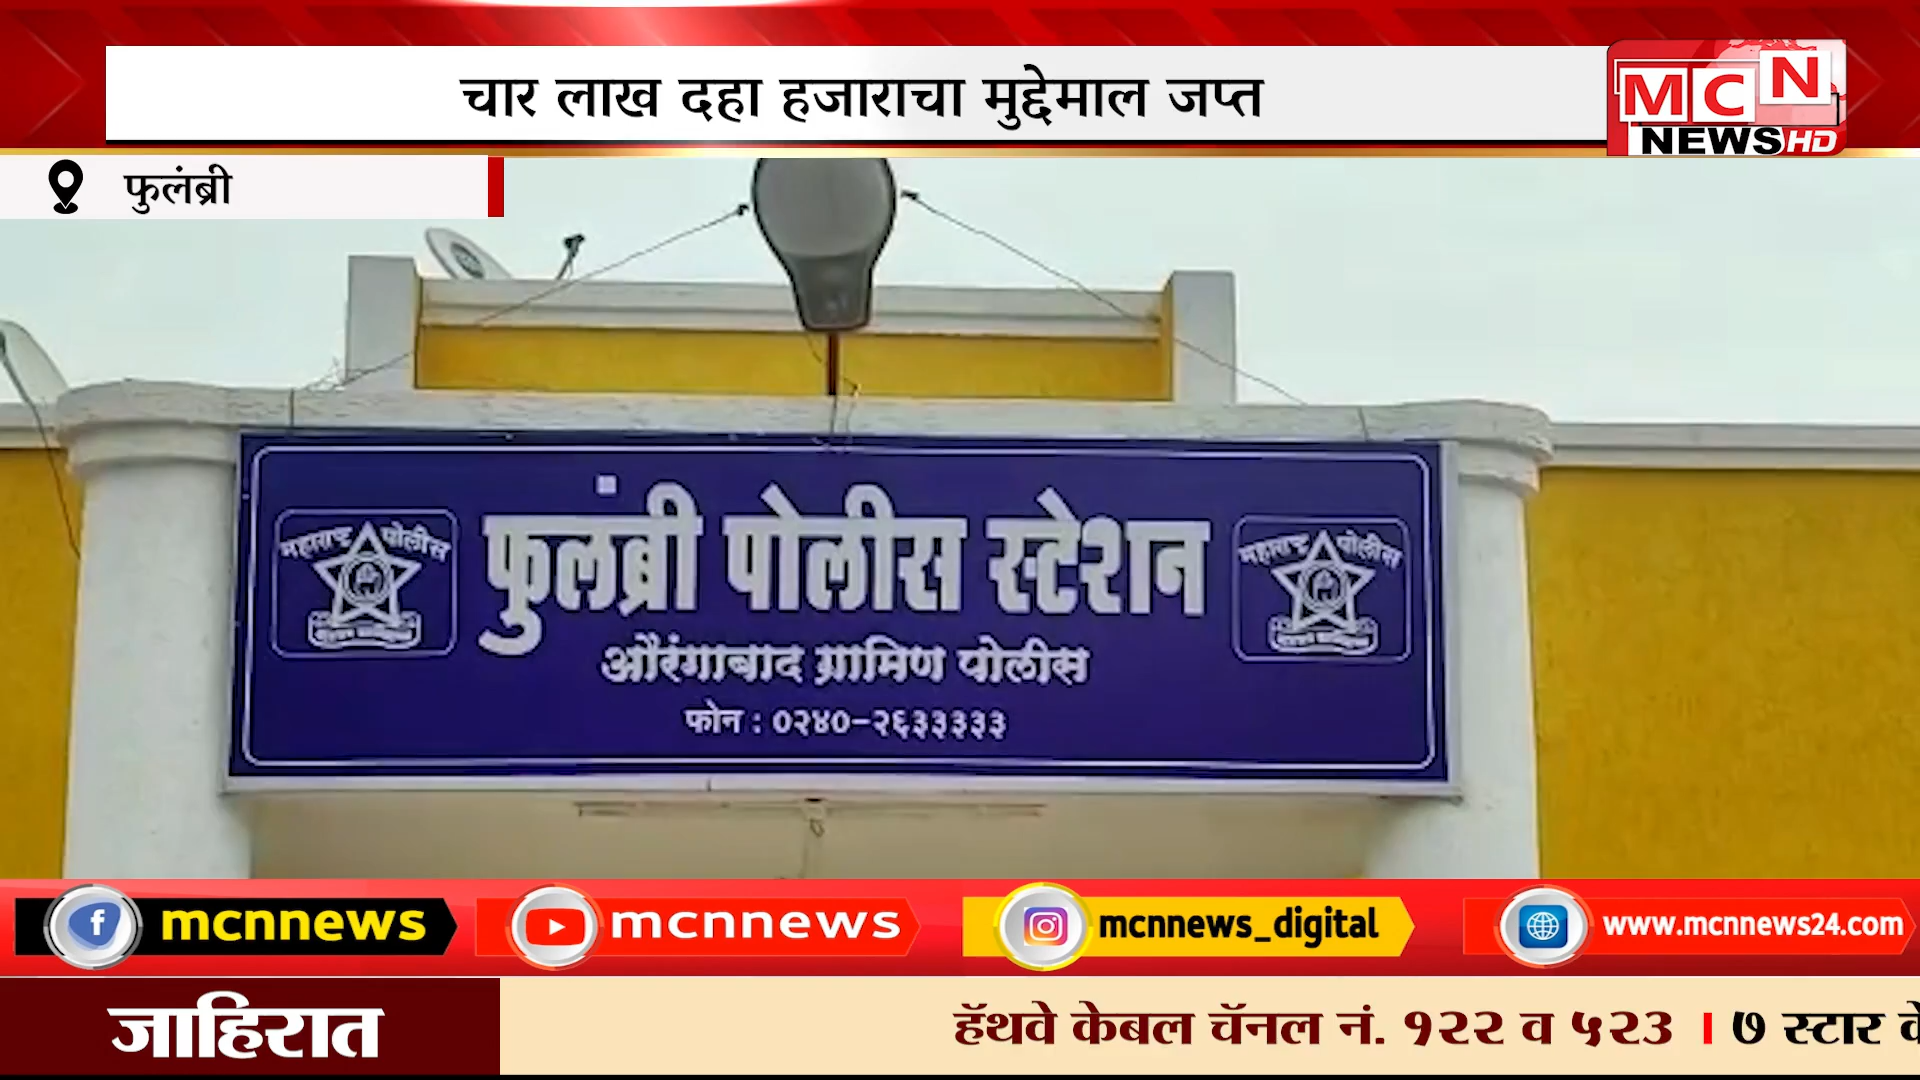 चार लाख दहा हजाराचा मुद्देमाल जप्त
MCN
NEWS HD
फुलंब्री
फुलंब्री पोलीस स्टेशन
महाराष्ट्र पोलीस
महाराष्ट्र पोलीस
औरंगाबाद ग्रामिण पोलीस
फोन : ०२४०-२६३३३३३
mcnnews
mcnnews
mcnnews_digital
www.mcnnews24.com
जाहिरात
हॅथवे केबल चॅनल नं. १२२ व ५२३ । ७ स्टार के